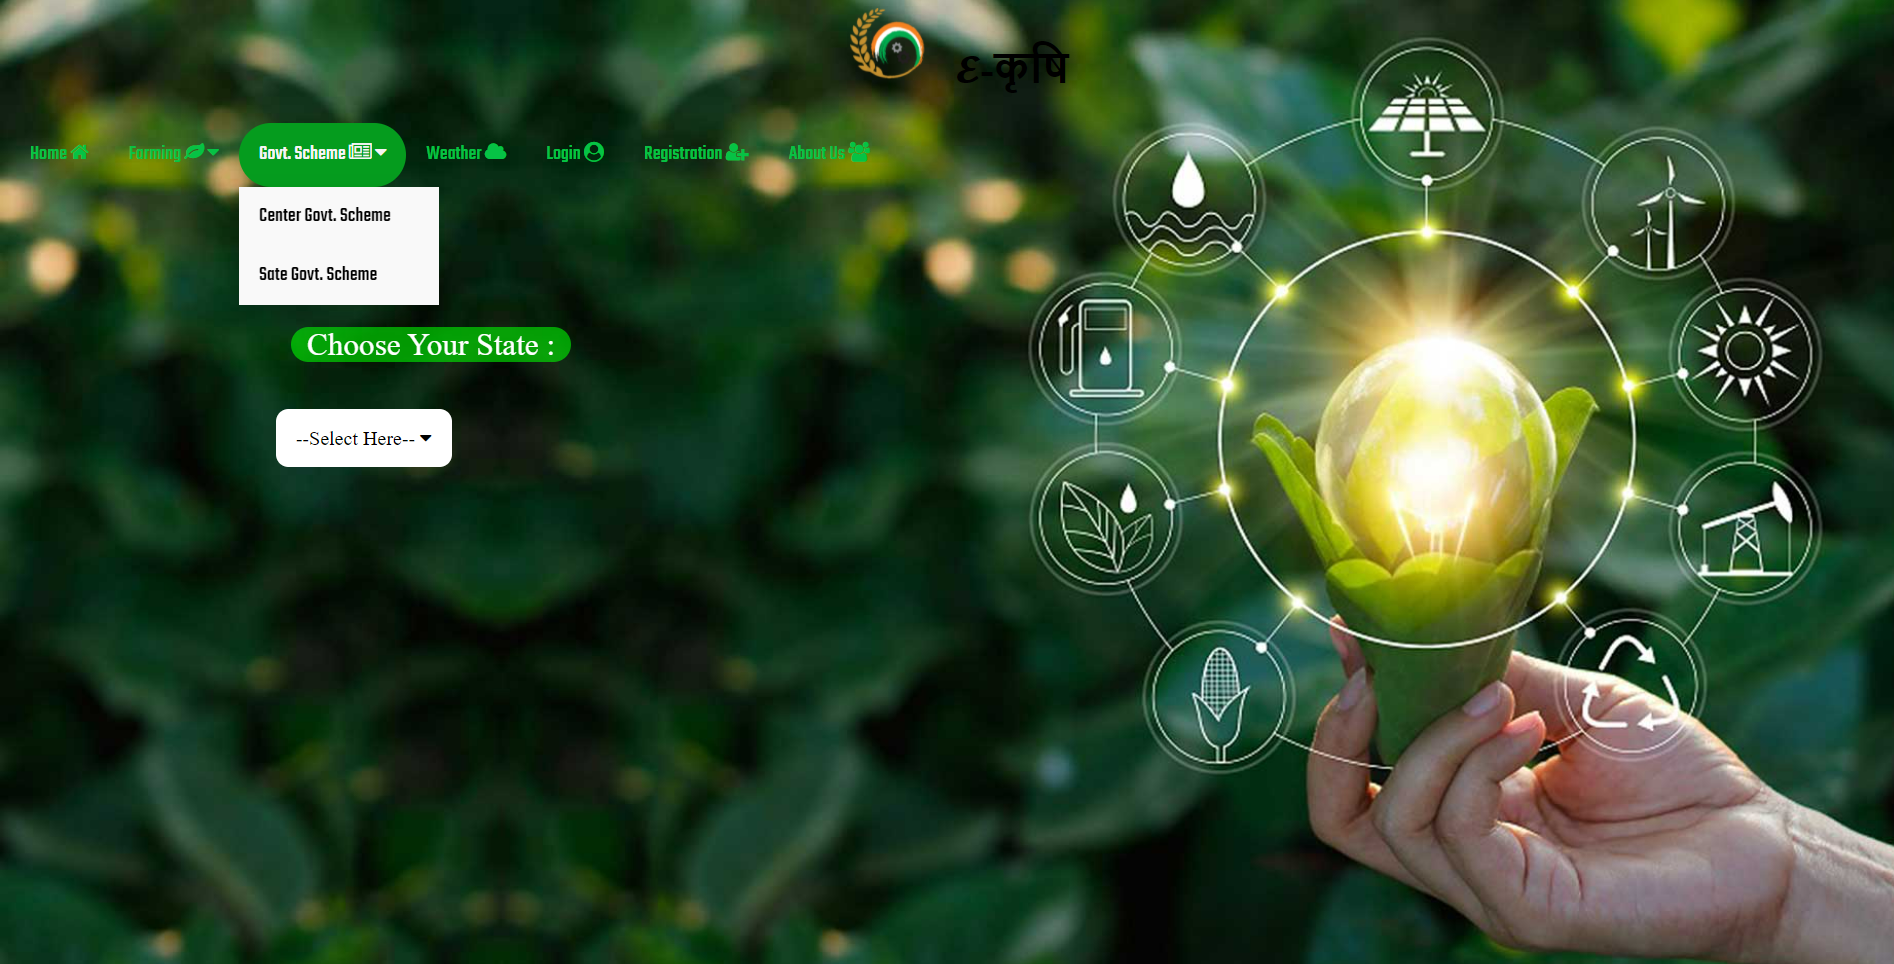 ε-कृषि
Home Farming Govt. Scheme Weather Login Registration About Us
Center Govt. Scheme
Sate Govt. Scheme
Choose Your State :
--Select Here--